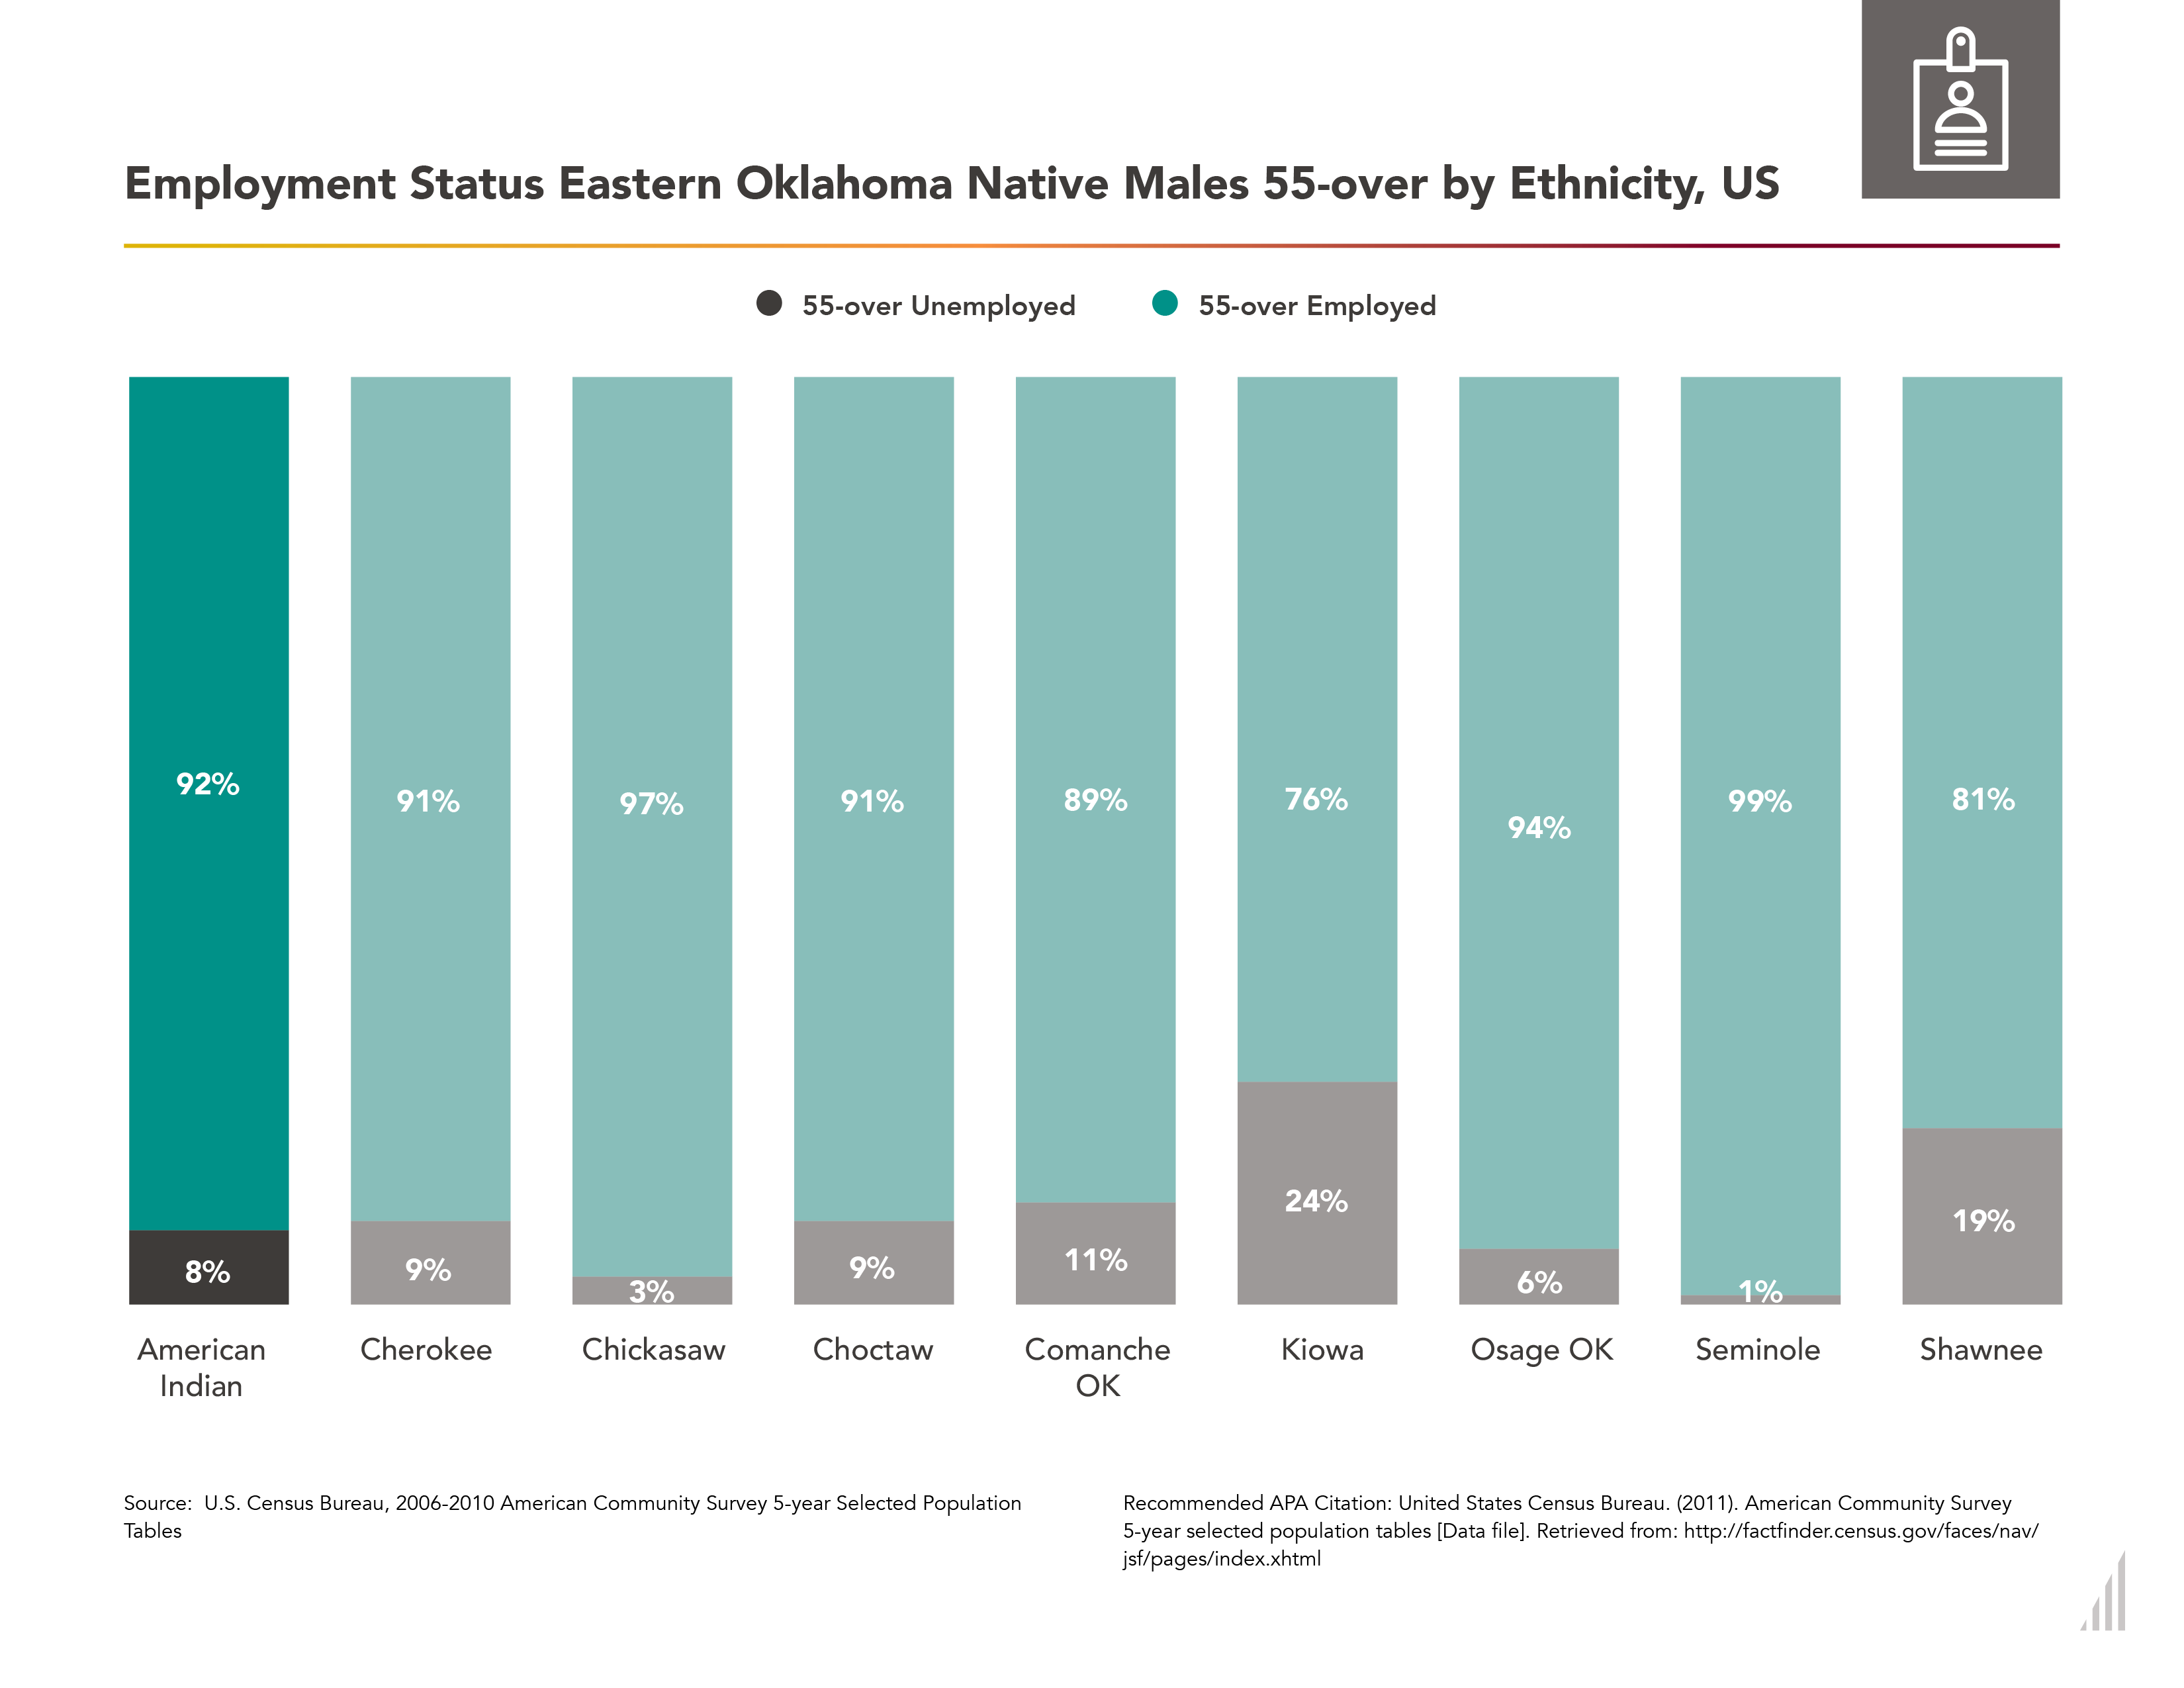 Employment Status Eastern Oklahoma Native Males 55-over by Ethnicity, US
55-over Unemployed 55-over Employed
92% 91% 97% 91% 89% 76% 94% 99% 81%
8% 9% 3% 9% 11% 24% 6% 1% 19%
American Cherokee Chickasaw Choctaw Comanche Kiowa Osage OK Seminole Shawnee
Indian OK
Source:  U.S. Census Bureau, 2006-2010 American Community Survey 5-year Selected Population
Tables
Recommended APA Citation: United States Census Bureau. (2011). American Community Survey
5-year selected population tables [Data file]. Retrieved from: http://factfinder.census.gov/faces/nav/
jsf/pages/index.xhtml